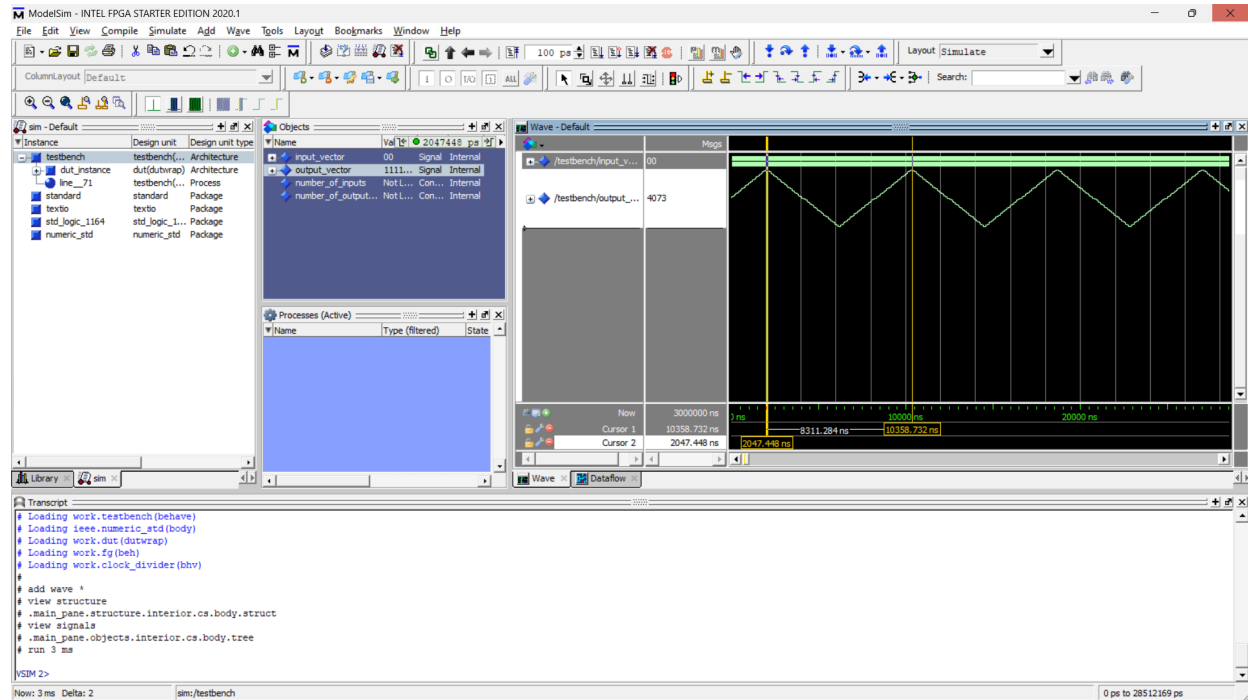 ModelSim - INTEL FPGA STARTER EDITION 2020.1
File Edit View Compile Simulate Add Wave Tools Layout Bookmarks Window Help
100 ps
Layout Simulate
ColumnLayout Default
ALL
Search:
sim - Default
Instance Design unit Design unit type
testbench testbench(... Architecture
dut_instance dut(dutwrap) Architecture
line__71 testbench(... Process
standard standard Package
textio textio Package
std_logic_1164 std_logic_1... Package
numeric_std numeric_std Package
Library sim
Objects
Name Val 2047448 ps
input_vector 00 Signal Internal
output_vector 1111... Signal Internal
number_of_inputs Not L... Con... Internal
number_of_output... Not L... Con... Internal
Processes (Active)
Name Type (filtered) State
Wave - Default
Msgs
/testbench/input_v... 00
/testbench/output_... 4073
Now 3000000 ns
Cursor 1 10358.732 ns
Cursor 2 2047.448 ns
ns 10000 ns 20000 ns
8311.284 ns 10358.732 ns
2047.448 ns
Wave Dataflow
Transcript
# Loading work.testbench(behave)
# Loading ieee.numeric_std(body)
# Loading work.dut(dutwrap)
# Loading work.fg(beh)
# Loading work.clock_divider(bhv)
#
# add wave *
# view structure
# .main_pane.structure.interior.cs.body.struct
# view signals
# .main_pane.objects.interior.cs.body.tree
# run 3 ms
VSIM 2>
Now: 3 ms Delta: 2 sim:/testbench 0 ps to 28512169 ps